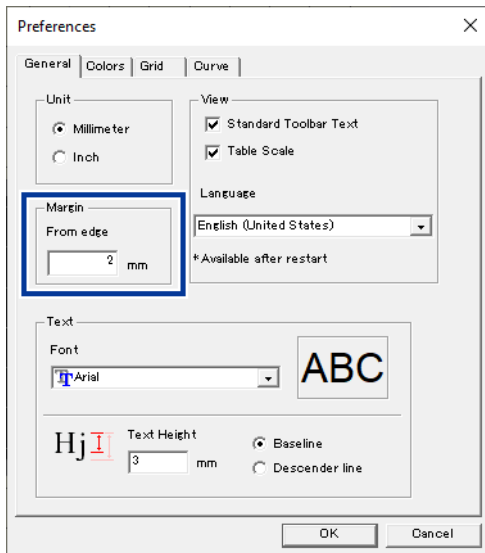 Preferences
General Colors Grid Curve
Unit
Millimeter
Inch
View
Standard Toolbar Text
Table Scale
Language
English (United States)
*Available after restart
Margin
From edge
2 mm
Text
Font
Arial
ABC
Hj
Text Height
3 mm
Baseline
Descender line
OK Cancel